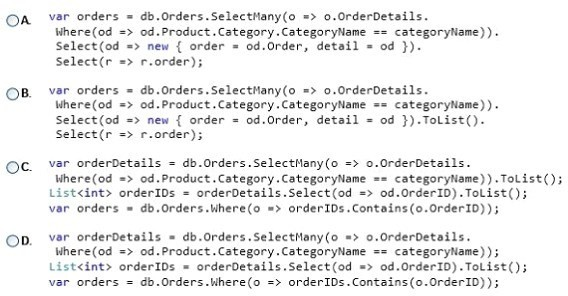 A. var orders = db.Orders.SelectMany(o => o.OrderDetails.
Where(od => od.Product.Category.CategoryName == categoryName)).
Select(od => new { order = od.Order, detail = od }).
Select(r => r.order);
B. var orders = db.Orders.SelectMany(o => o.OrderDetails.
Where(od => od.Product.Category.CategoryName == categoryName)).
Select(od => new { order = od.Order, detail = od }).ToList().
Select(r => r.order);
C. var orderDetails = db.Orders.SelectMany(o => o.OrderDetails.
Where(od => od.Product.Category.CategoryName == categoryName)).ToList();
List<int> orderIDs = orderDetails.Select(od => od.OrderID).ToList();
var orders = db.Orders.Where(o => orderIDs.Contains(o.OrderID));
D. var orderDetails = db.Orders.SelectMany(o => o.OrderDetails.
Where(od => od.Product.Category.CategoryName == categoryName));
List<int> orderIDs = orderDetails.Select(od => od.OrderID).ToList();
var orders = db.Orders.Where(o => orderIDs.Contains(o.OrderID));